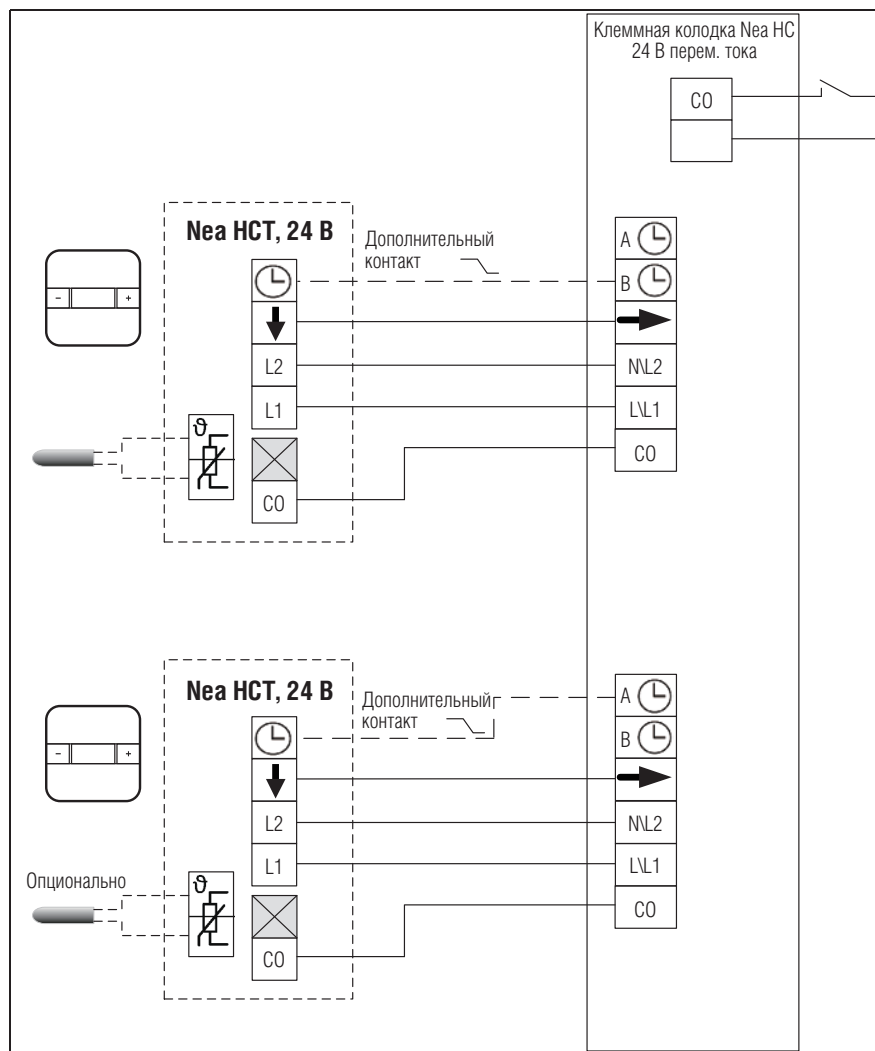 Клеммная колодка Nea HC
24 В перем. тока
CO
Nea HCT, 24 В
Дополнительный
контакт
A
B
- +
L2
N\L2
L1
L\L1
ϑ
CO
CO
Nea HCT, 24 В
Дополнительный
контакт
A
B
- +
L2
N\L2
L1
L\L1
Опционально
ϑ
CO
CO